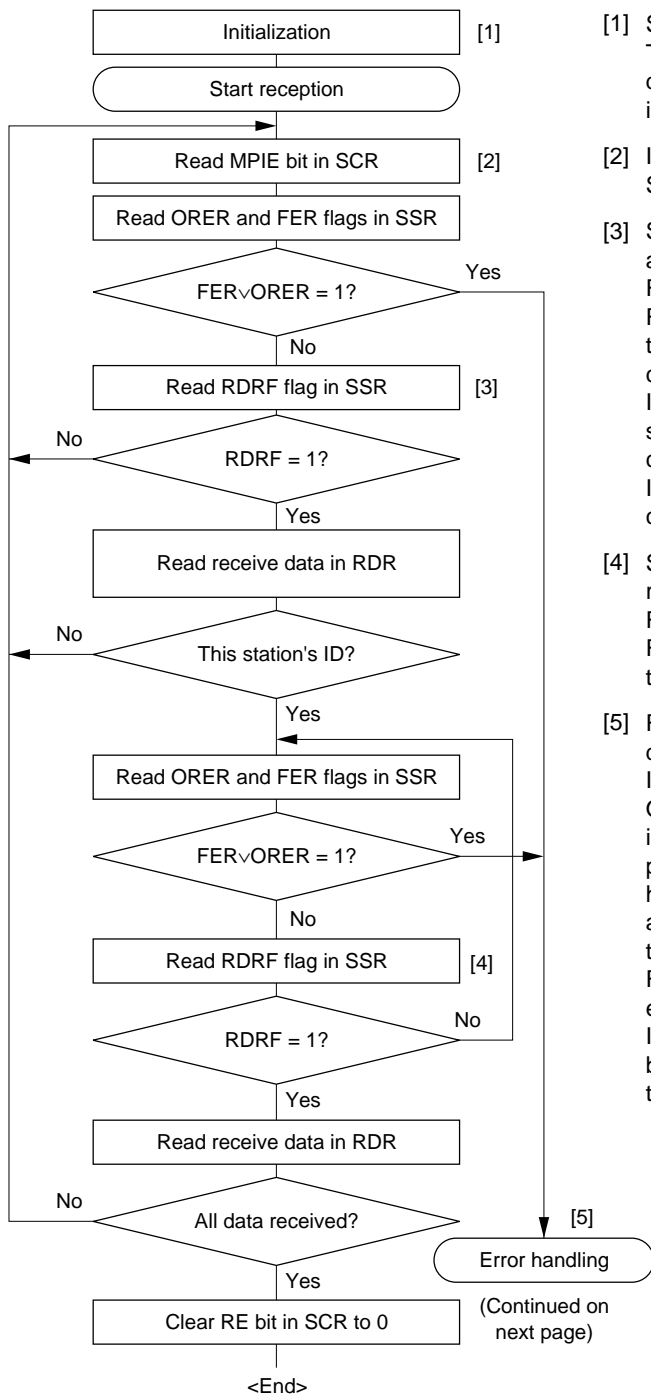 Initialization [1]
Start reception
Read MPIE bit in SCR [2]
Read ORER and FER flags in SSR
FER∨ORER = 1?
Yes
No
Read RDRF flag in SSR [3]
No
RDRF = 1?
Yes
Read receive data in RDR
No
This station's ID?
Yes
Read ORER and FER flags in SSR
FER∨ORER = 1?
Yes
No
Read RDRF flag in SSR [4]
RDRF = 1?
No
Yes
Read receive data in RDR
No
All data received?
[5]
Error handling
Yes
(Continued on
next page)
Clear RE bit in SCR to 0
<End>
[1]
[2]
[3]
[4]
[5]